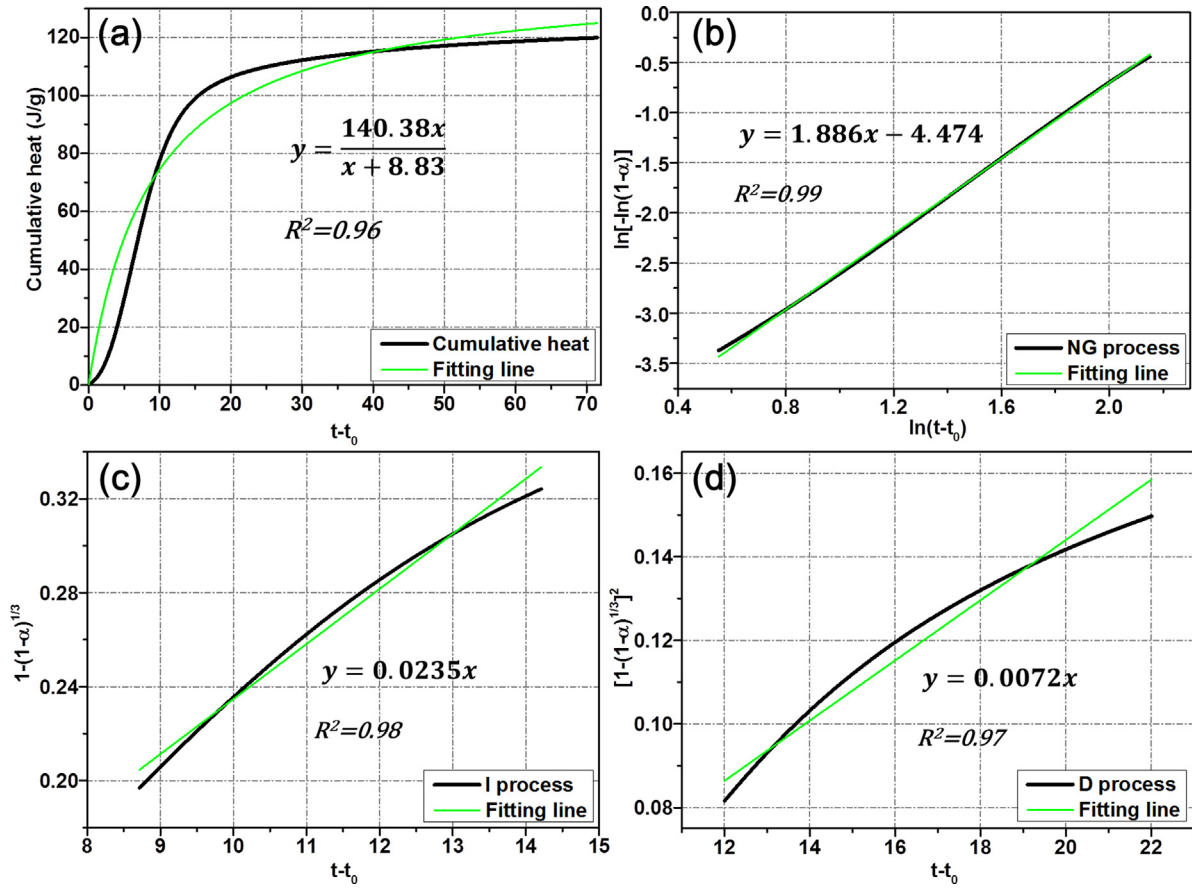 (a)
120
100
80
60
40
20
0
Cumulative heat (J/g)
y = 140.38x / x + 8.83
R²=0.96
Cumulative heat
Fitting line
0 10 20 30 40 50 60 70
t-t₀
(b)
0.0
-0.5
-1.0
-1.5
-2.0
-2.5
-3.0
-3.5
ln[-ln(1-α)]
y = 1.886x − 4.474
R²=0.99
NG process
Fitting line
0.4 0.8 1.2 1.6 2.0
ln(t-t₀)
(c)
0.32
0.28
0.24
0.20
1-(1-α)^1/3
y = 0.0235x
R²=0.98
I process
Fitting line
8 9 10 11 12 13 14 15
t-t₀
(d)
0.16
0.14
0.12
0.10
0.08
[1-(1-α)^1/3]²
y = 0.0072x
R²=0.97
D process
Fitting line
12 14 16 18 20 22
t-t₀